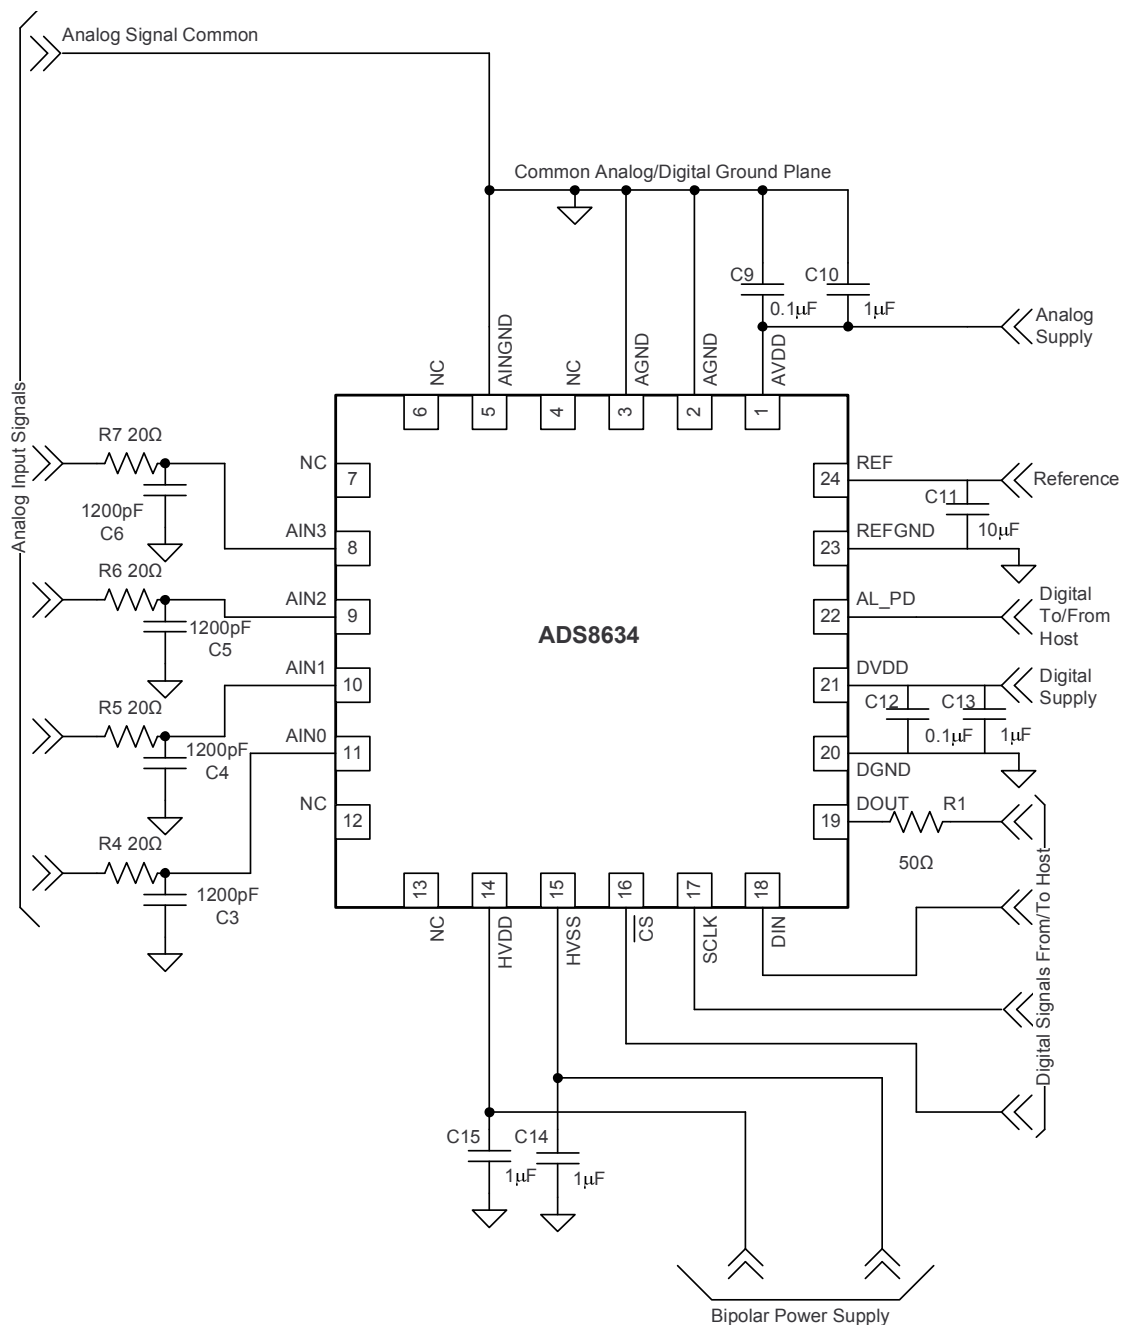 Analog Signal Common
Common Analog/Digital Ground Plane
C9
0.1µF
C10
1µF
Analog
Supply
NC
AINGND
NC
AGND
AGND
AVDD
6
5
4
3
2
1
Analog Input Signals
R7 20Ω
1200pF
C6
R6 20Ω
1200pF
C5
R5 20Ω
1200pF
C4
R4 20Ω
1200pF
C3
NC
7
AIN3
8
AIN2
9
AIN1
10
AIN0
11
NC
12
ADS8634
24
REF
Reference
C11
10µF
23
REFGND
22
AL_PD
Digital
To/From
Host
21
DVDD
Digital
Supply
C12
0.1µF
C13
1µF
20
DGND
19
DOUT
R1
50Ω
13
14
15
16
17
18
NC
HVDD
HVSS
CS
SCLK
DIN
Digital Signals From/To Host
C15
1µF
C14
1µF
Bipolar Power Supply